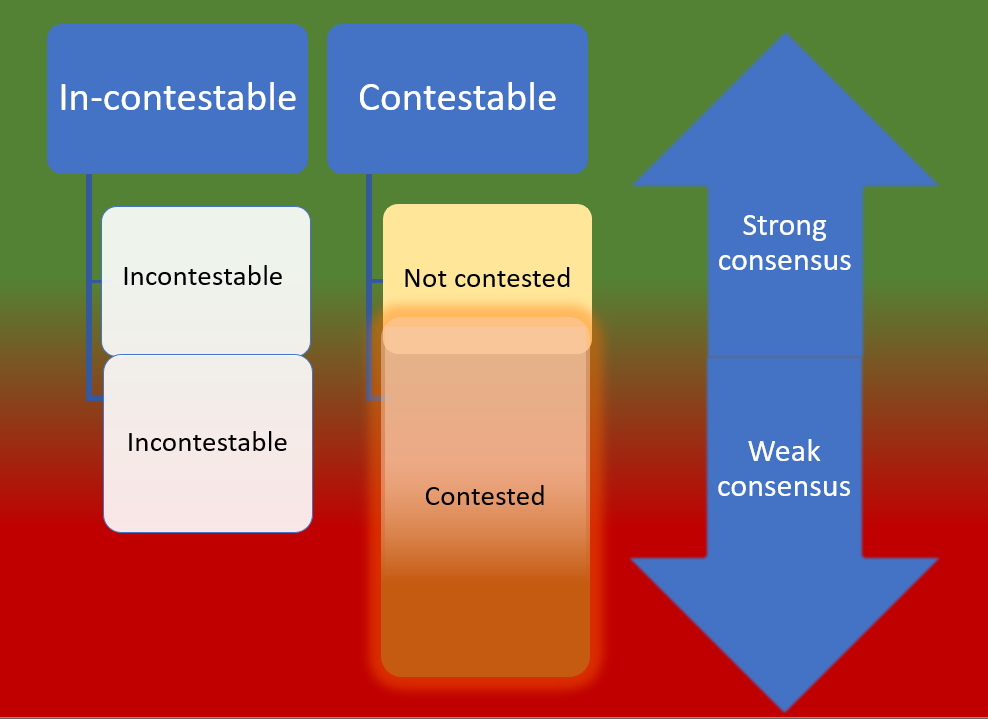 In-contestable
Contestable
Incontestable
Not contested
Strong
consensus
Incontestable
Contested
Weak
consensus